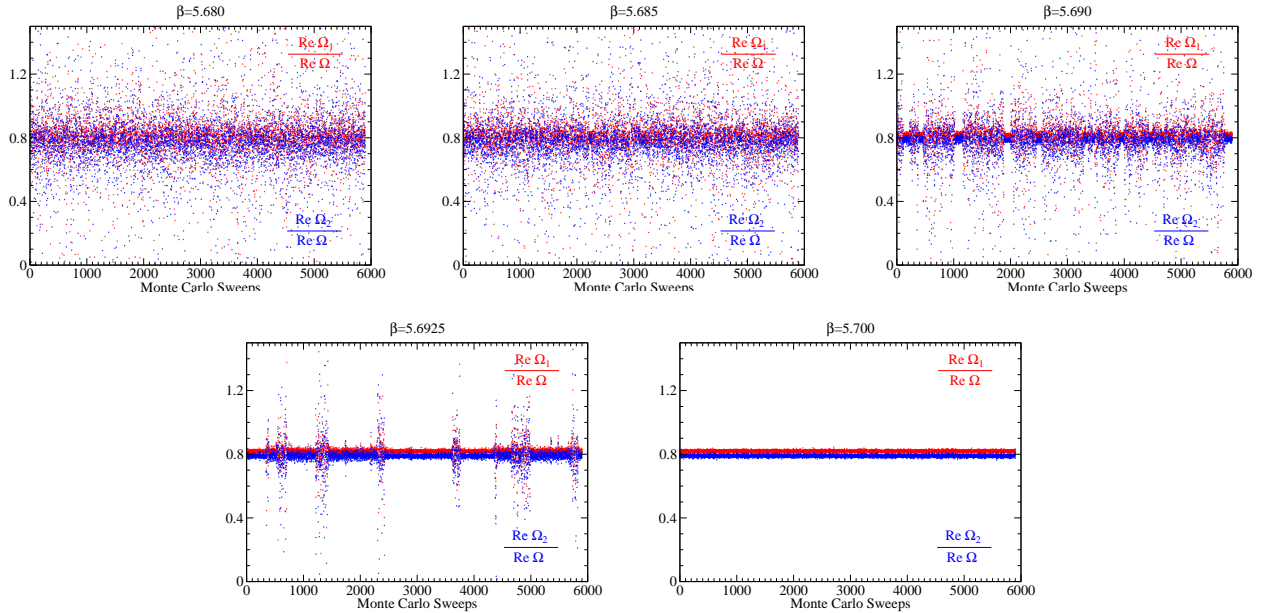 β=5.680
Re Ω₁
Re Ω
Re Ω₂
Re Ω
1.2
0.8
0.4
0
0 1000 2000 3000 4000 5000 6000
Monte Carlo Sweeps
β=5.685
Re Ω₁
Re Ω
Re Ω₂
Re Ω
1.2
0.8
0.4
0
0 1000 2000 3000 4000 5000 6000
Monte Carlo Sweeps
β=5.690
Re Ω₁
Re Ω
Re Ω₂
Re Ω
1.2
0.8
0.4
0
0 1000 2000 3000 4000 5000 6000
Monte Carlo Sweeps
β=5.6925
Re Ω₁
Re Ω
Re Ω₂
Re Ω
1.2
0.8
0.4
0
0 1000 2000 3000 4000 5000 6000
Monte Carlo Sweeps
β=5.700
Re Ω₁
Re Ω
Re Ω₂
Re Ω
1.2
0.8
0.4
0
0 1000 2000 3000 4000 5000 6000
Monte Carlo Sweeps